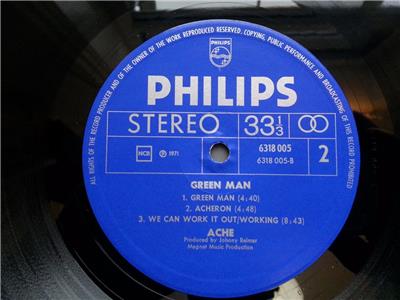 ALL RIGHTS OF THE RECORD PRODUCER AND OF THE OWNER OF THE WORK REPRODUCED RESERVED. COPYING, PUBLIC PERFORMANCE AND BROADCASTING OF THIS RECORD PROHIBITED
PHILIPS
PHILIPS
STEREO 33 1/3
NCB ℗ 1971 6318 005 2
6318 005-B
GREEN MAN
1. GREEN MAN (4:40)
2. ACHERON (4:48)
3. WE CAN WORK IT OUT/WORKING (8:43)
ACHE
Produced by Johnny Reimar
Magnet Music Production